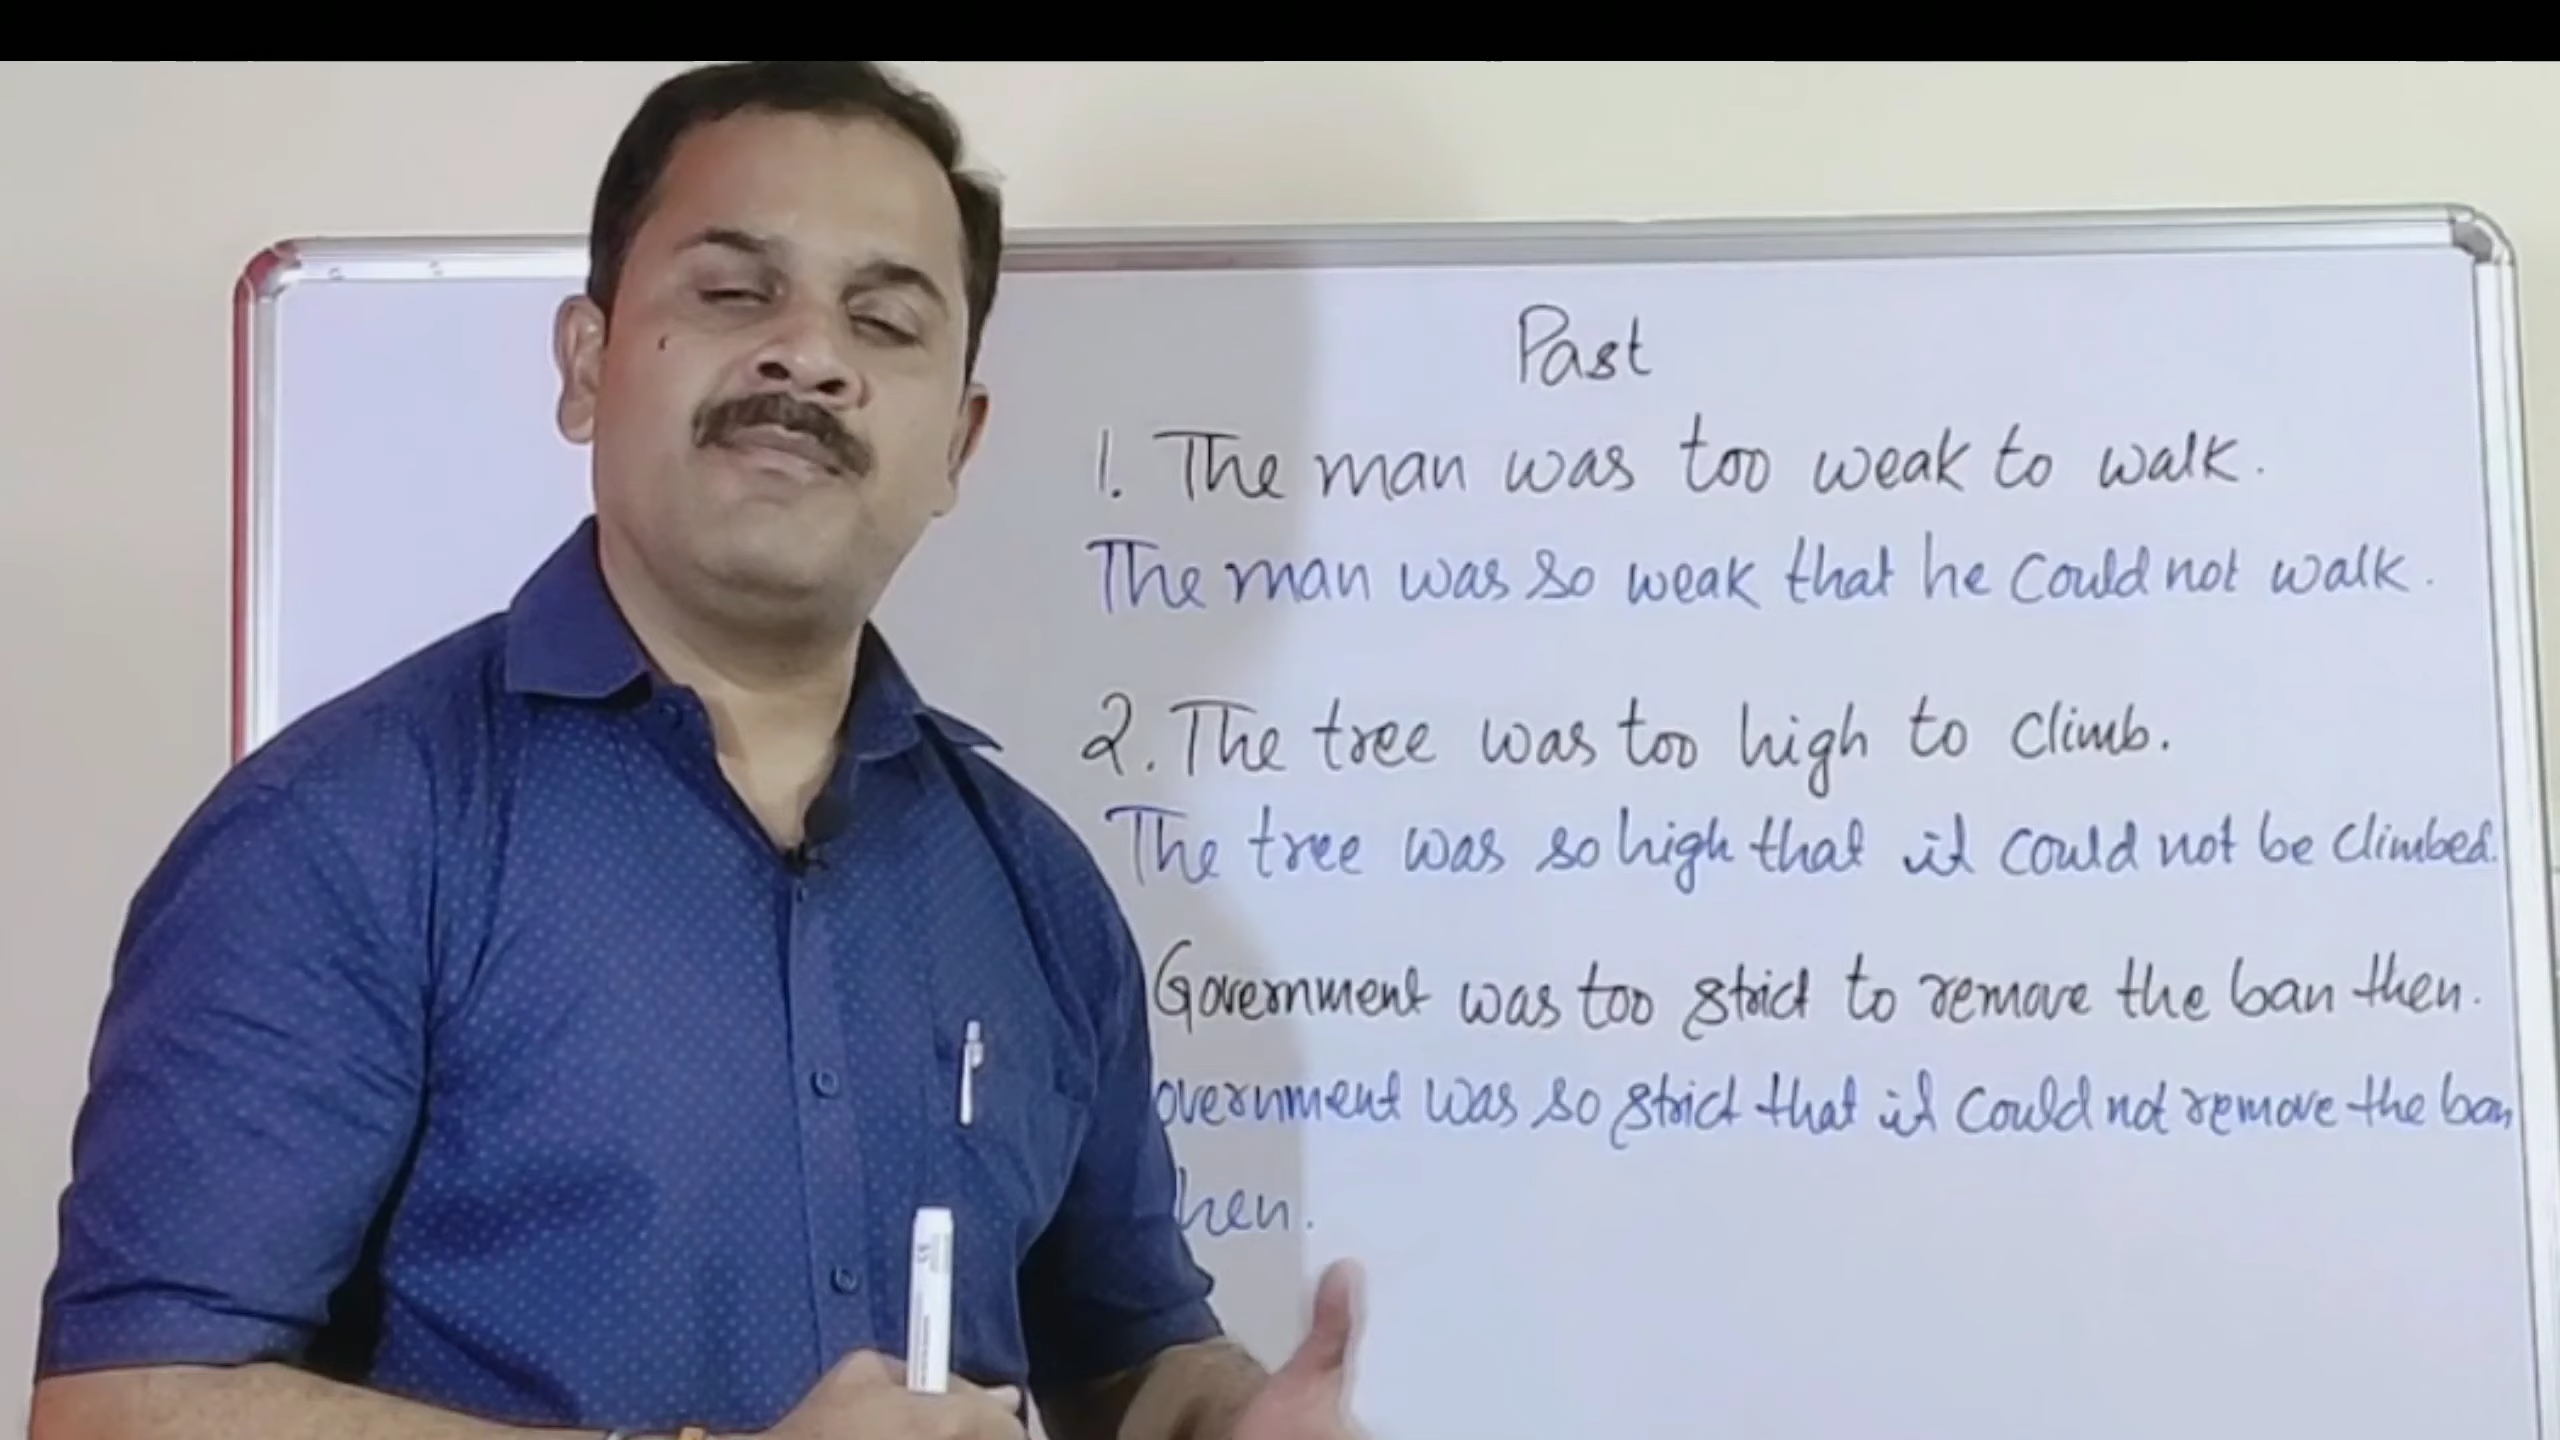 Past
1. The man was too weak to walk.
The man was so weak that he could not walk.
2. The tree was too high to climb.
The tree was so high that it could not be climbed.
Government was too strict to remove the ban then.
overnment was so strict that it could not remove the ban
hen.